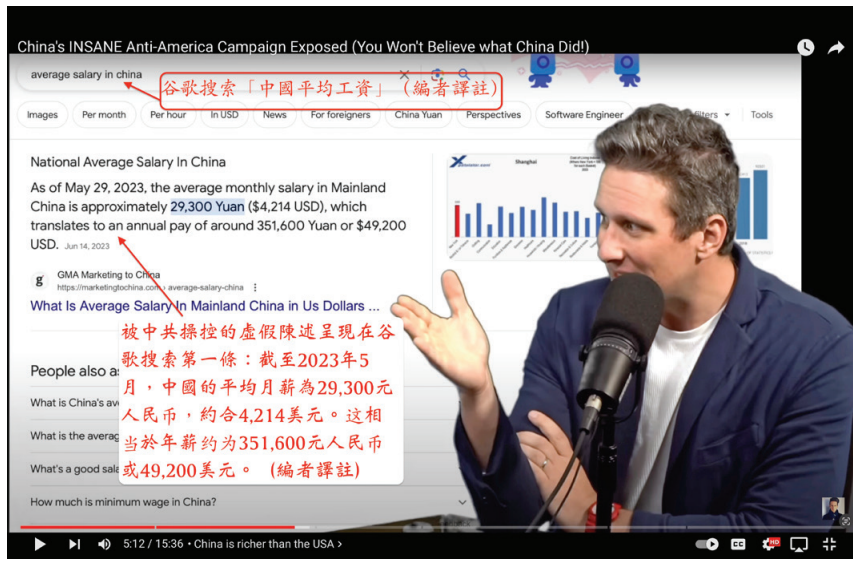 China's INSANE Anti-America Campaign Exposed (You Won't Believe what China Did!)
average salary in china
谷歌搜索「中國平均工資」(編者譯註)
Images Per month Per hour In USD News For foreigners China Yuan Perspectives Software Engineer filters Tools
National Average Salary In China
As of May 29, 2023, the average monthly salary in Mainland
China is approximately 29,300 Yuan ($4,214 USD), which
translates to an annual pay of around 351,600 Yuan or $49,200
USD. Jun 14, 2023
Shanghai
g GMA Marketing to China
https://marketingtochina.com › average-salary-china
What Is Average Salary In Mainland China in Us Dollars ...
被中共操控的虛假陳述呈現在谷
歌搜索第一條：截至2023年5
月，中國的平均月薪為29,300元
人民币，約合4,214美元。这相
當於年薪约为351,600元人民币
或49,200美元。(編者譯註)
People also a
What is China's av
What is the averag
What's a good sala
How much is minimum wage in China?
5:12 / 15:36 • China is richer than the USA ›
CC HD